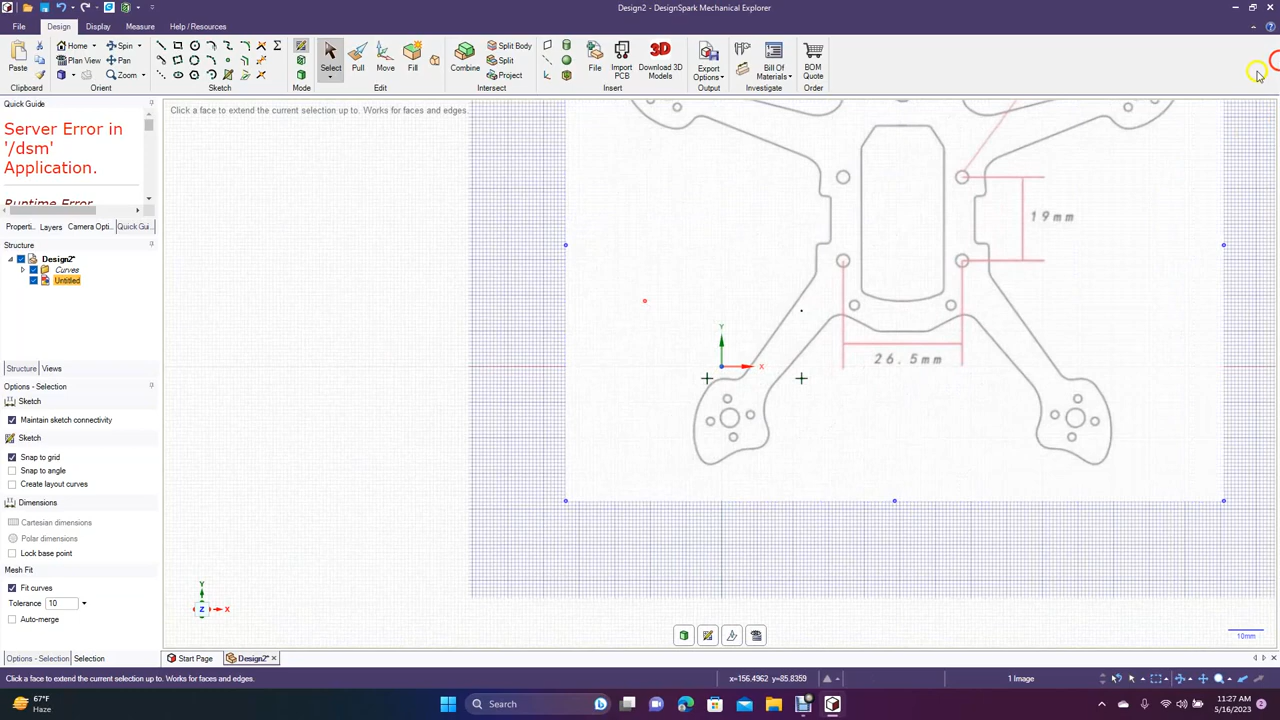 Design2 - DesignSpark Mechanical Explorer
File Design Display Measure Help / Resources
Paste Home Spin Select Pull Move Fill Combine Split Body File Import PCB Download 3D Models Export Options Bill Of Materials BOM Quote
Plan View Pan Split
Zoom Project
Clipboard Orient Sketch Mode Edit Intersect Insert Output Investigate Order
Quick Guide
Click a face to extend the current selection up to. Works for faces and edges
Server Error in
'/dsm'
Application.
Runtime Error
Properti... Layers Camera Opti... Quick Gui...
Structure
Design2*
Curves
Untitled
Structure Views
Options - Selection
Sketch
Maintain sketch connectivity
Sketch
Snap to grid
Snap to angle
Create layout curves
Dimensions
Cartesian dimensions
Polar dimensions
Lock base point
Mesh Fit
Fit curves
Tolerance 10
Auto-merge
Options - Selection Selection
19mm
26.5mm
Y
X
Y
Z X
10mm
Start Page Design2*
Click a face to extend the current selection up to. Works for faces and edges.
x=156.4962 y=85.8359
1 Image
67°F
Haze
Search
11:27 AM
5/16/2023